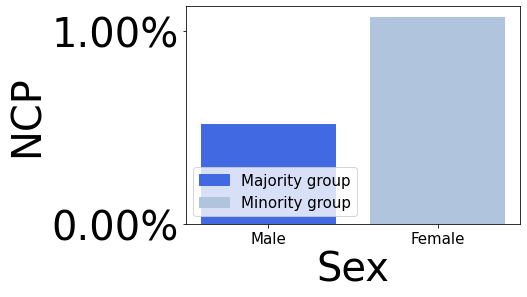 1.00%
NCP
0.00%
Majority group
Minority group
Male Female
Sex